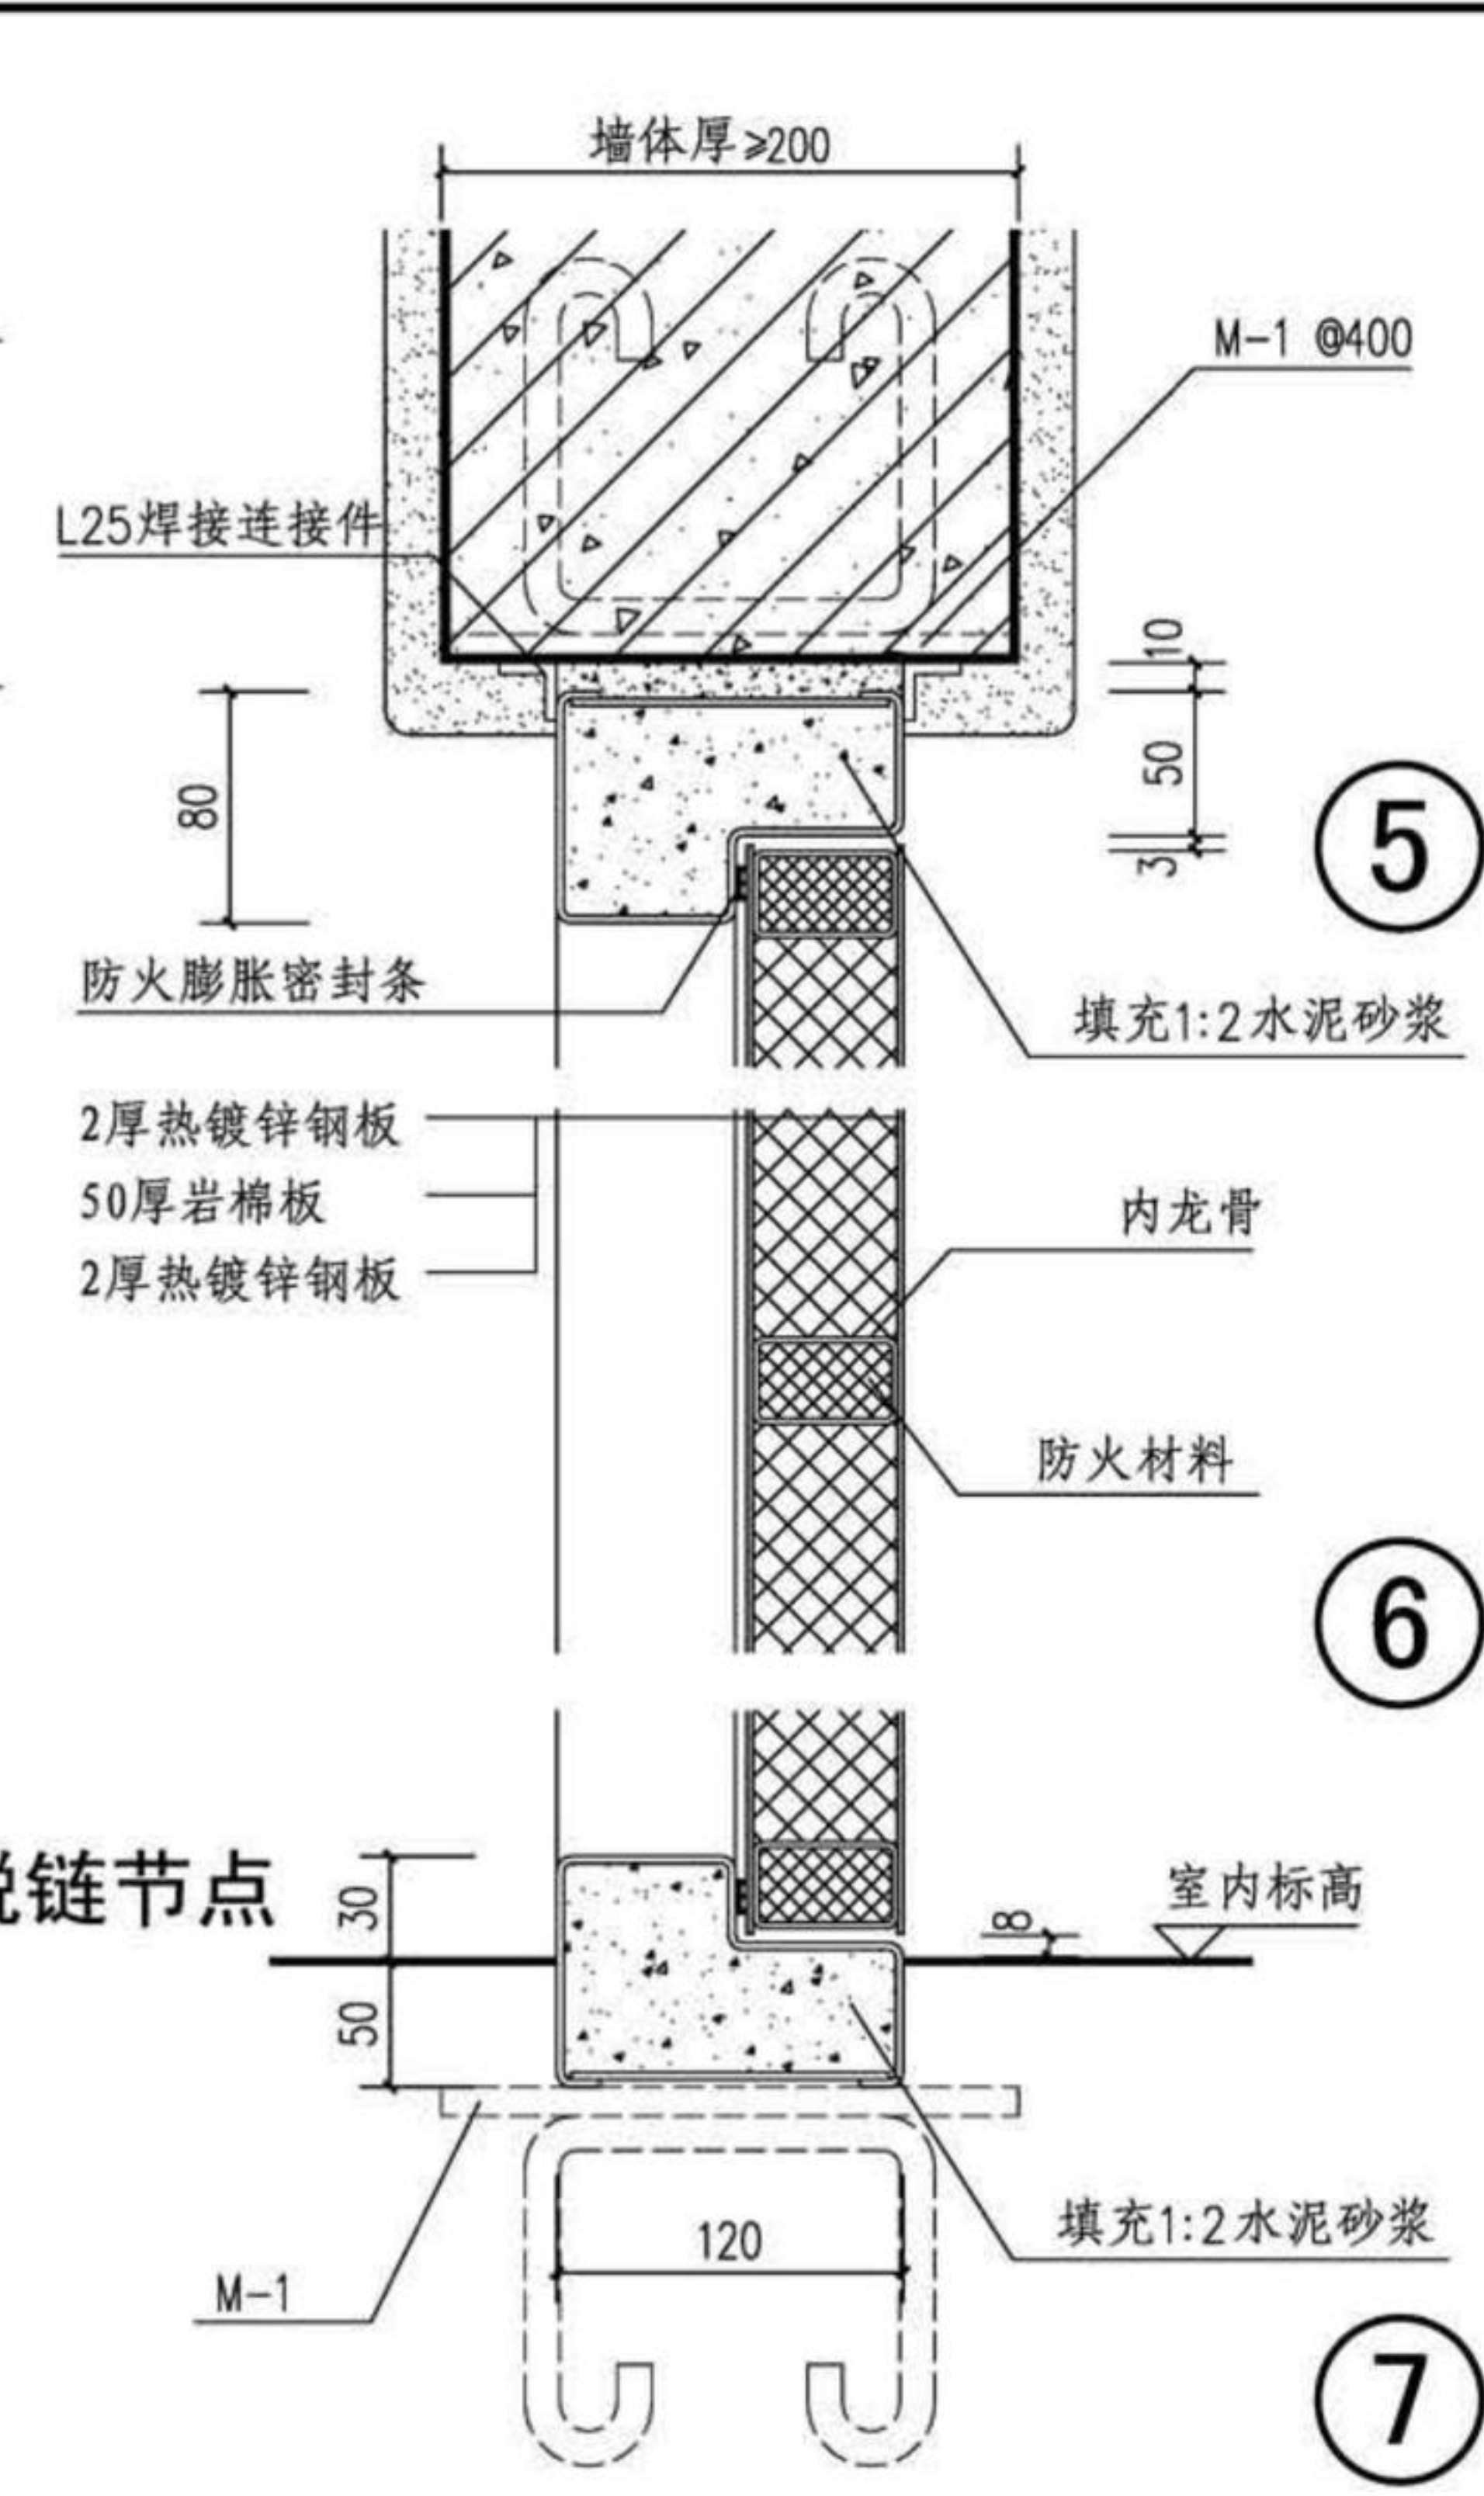 墙体厚≥200
M-1 @400
L25焊接连接件
10
80
50
5
3
防火膨胀密封条
填充1:2水泥砂浆
2厚热镀锌钢板
50厚岩棉板
2厚热镀锌钢板
内龙骨
防火材料
6
链节点
30
8
室内标高
50
120
填充1:2水泥砂浆
M-1
7